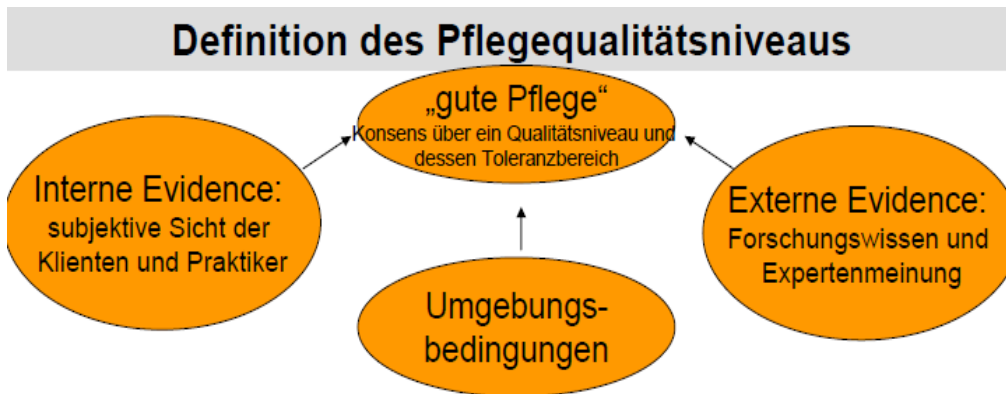 Definition des Pflegequalitätsniveaus
„gute Pflege“
Konsens über ein Qualitätsniveau und
dessen Toleranzbereich
Interne Evidence:
subjektive Sicht der
Klienten und Praktiker
Externe Evidence:
Forschungswissen und
Expertenmeinung
Umgebungs-
bedingungen